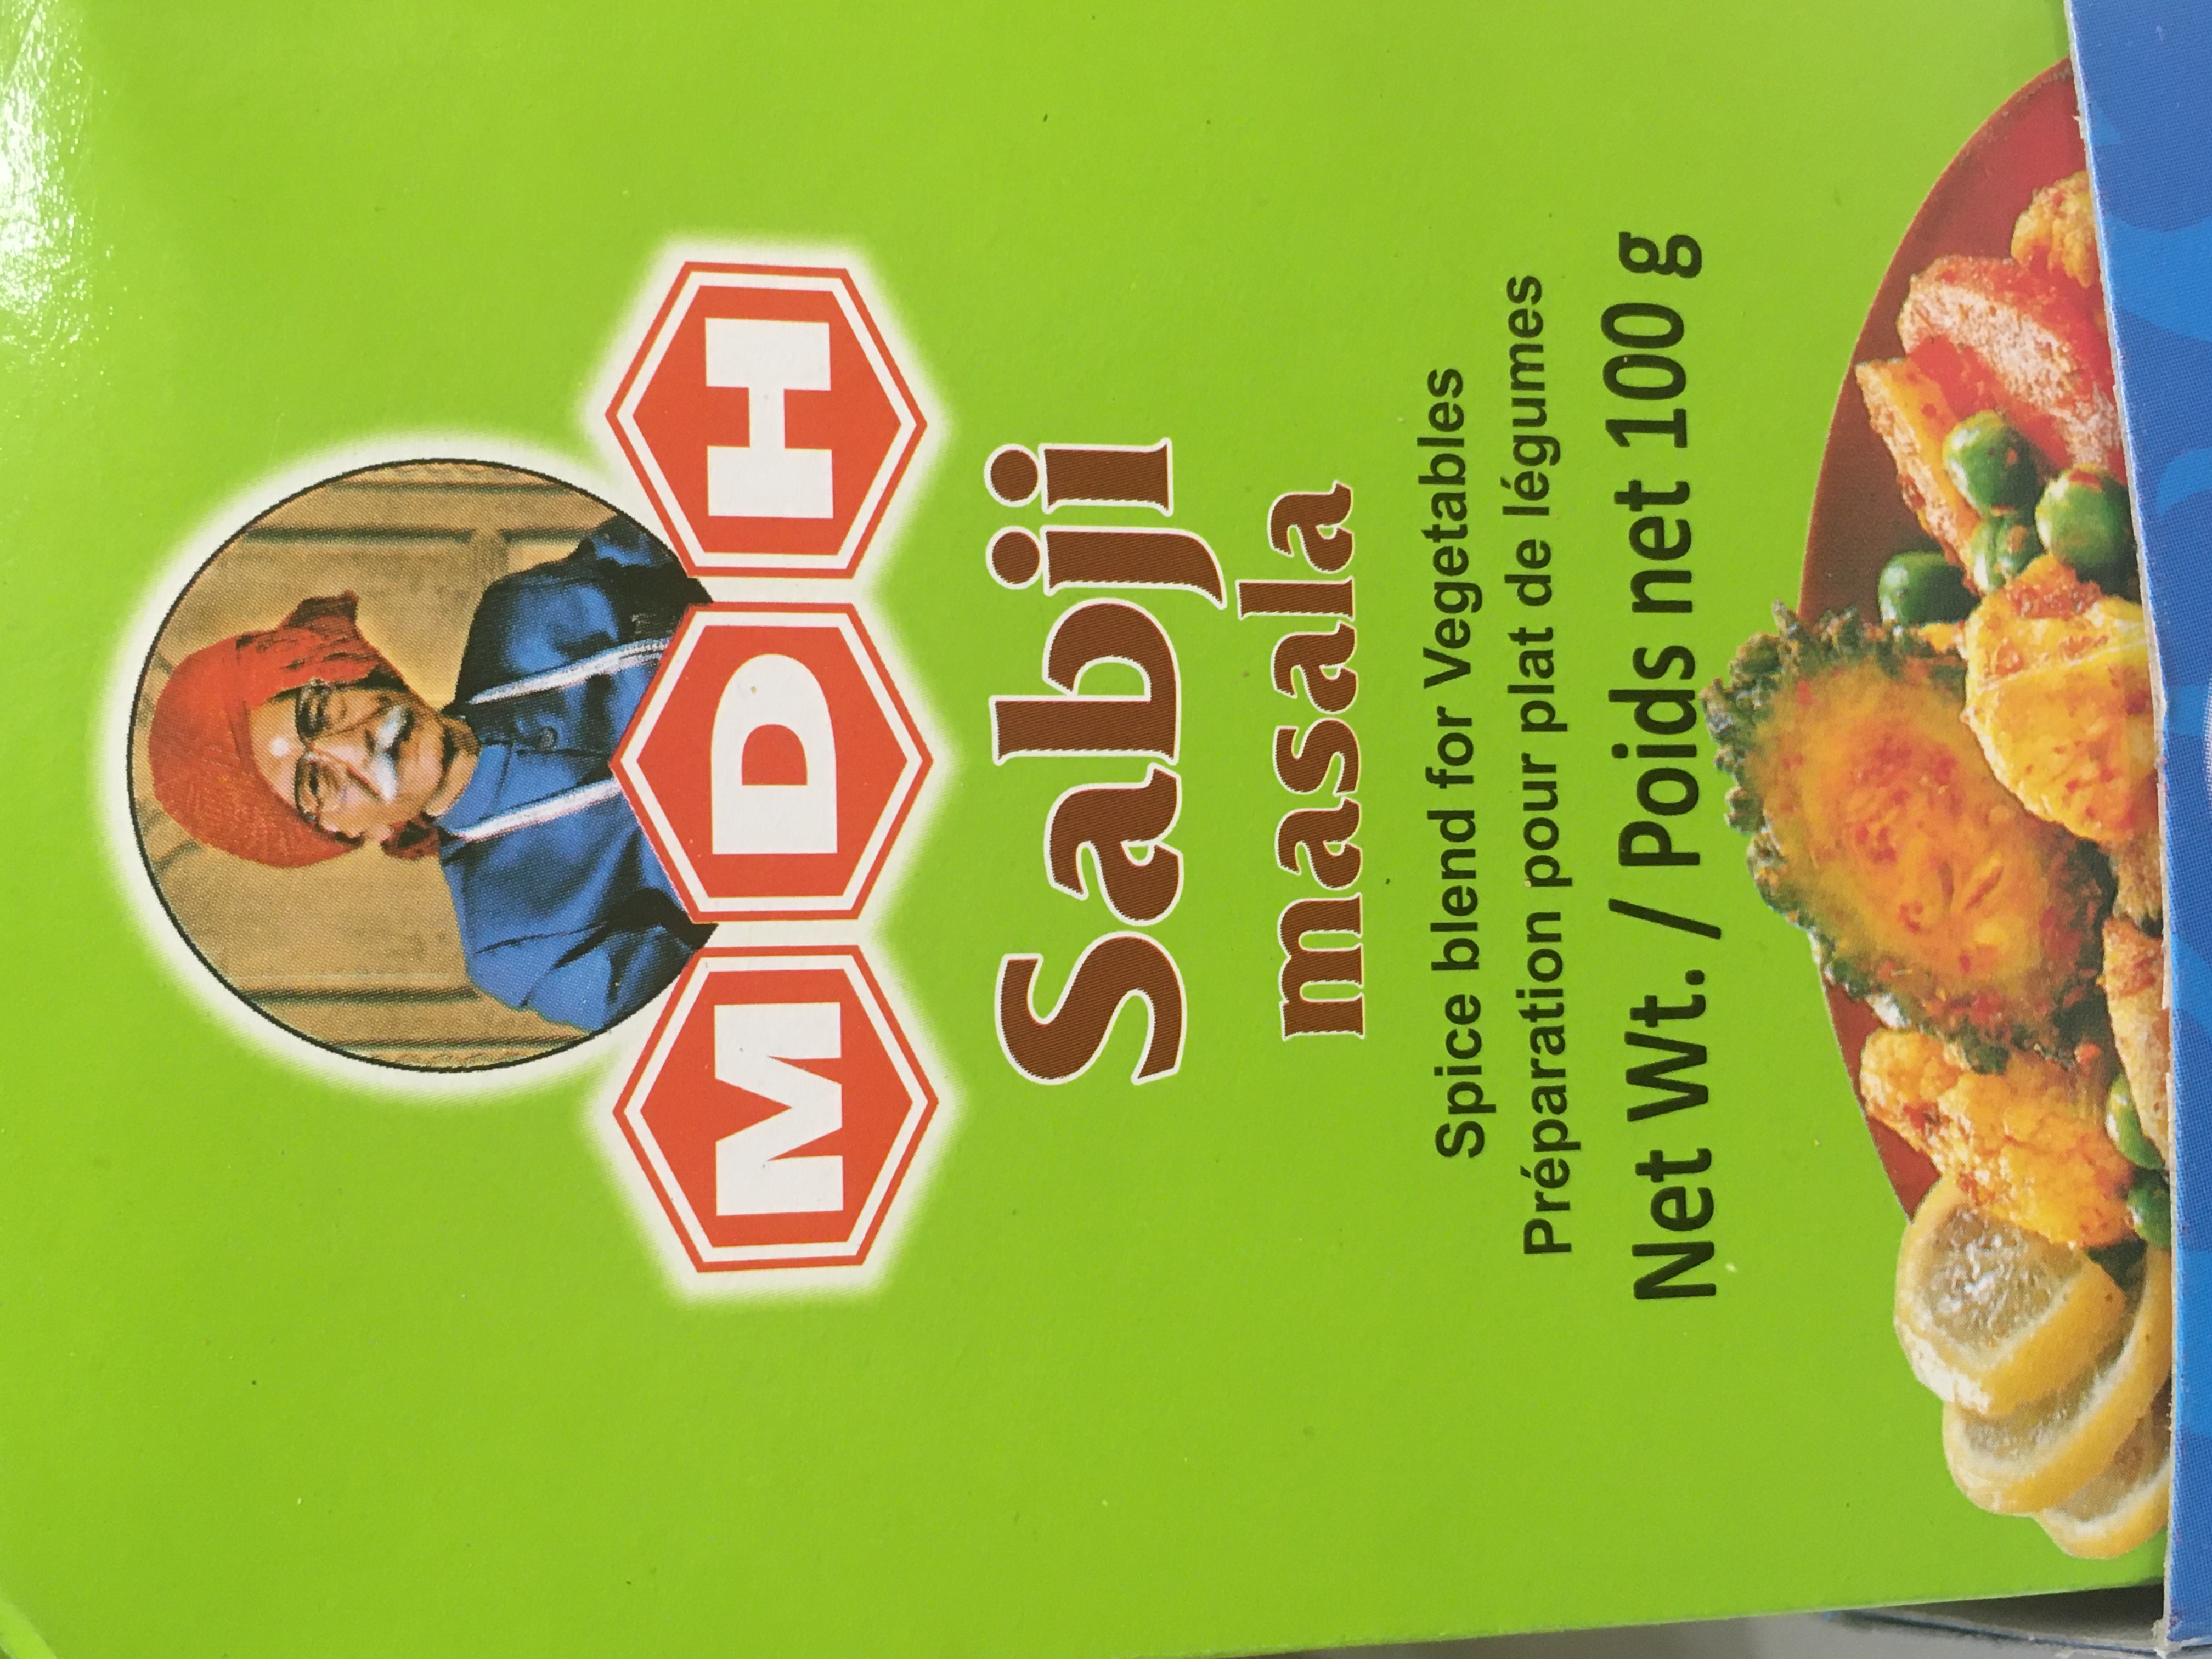 MDH
Sabji
masala
Spice blend for Vegetables
Préparation pour plat de légumes
Net Wt. / Poids net 100 g